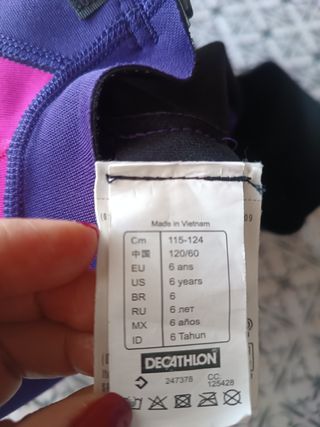 Made in Vietnam
Cm 115-124
中国 120/60
EU 6 ans
US 6 years
BR 6
RU 6 лет
MX 6 años
ID 6 Tahun
DECATHLON
247378 CC:
125428